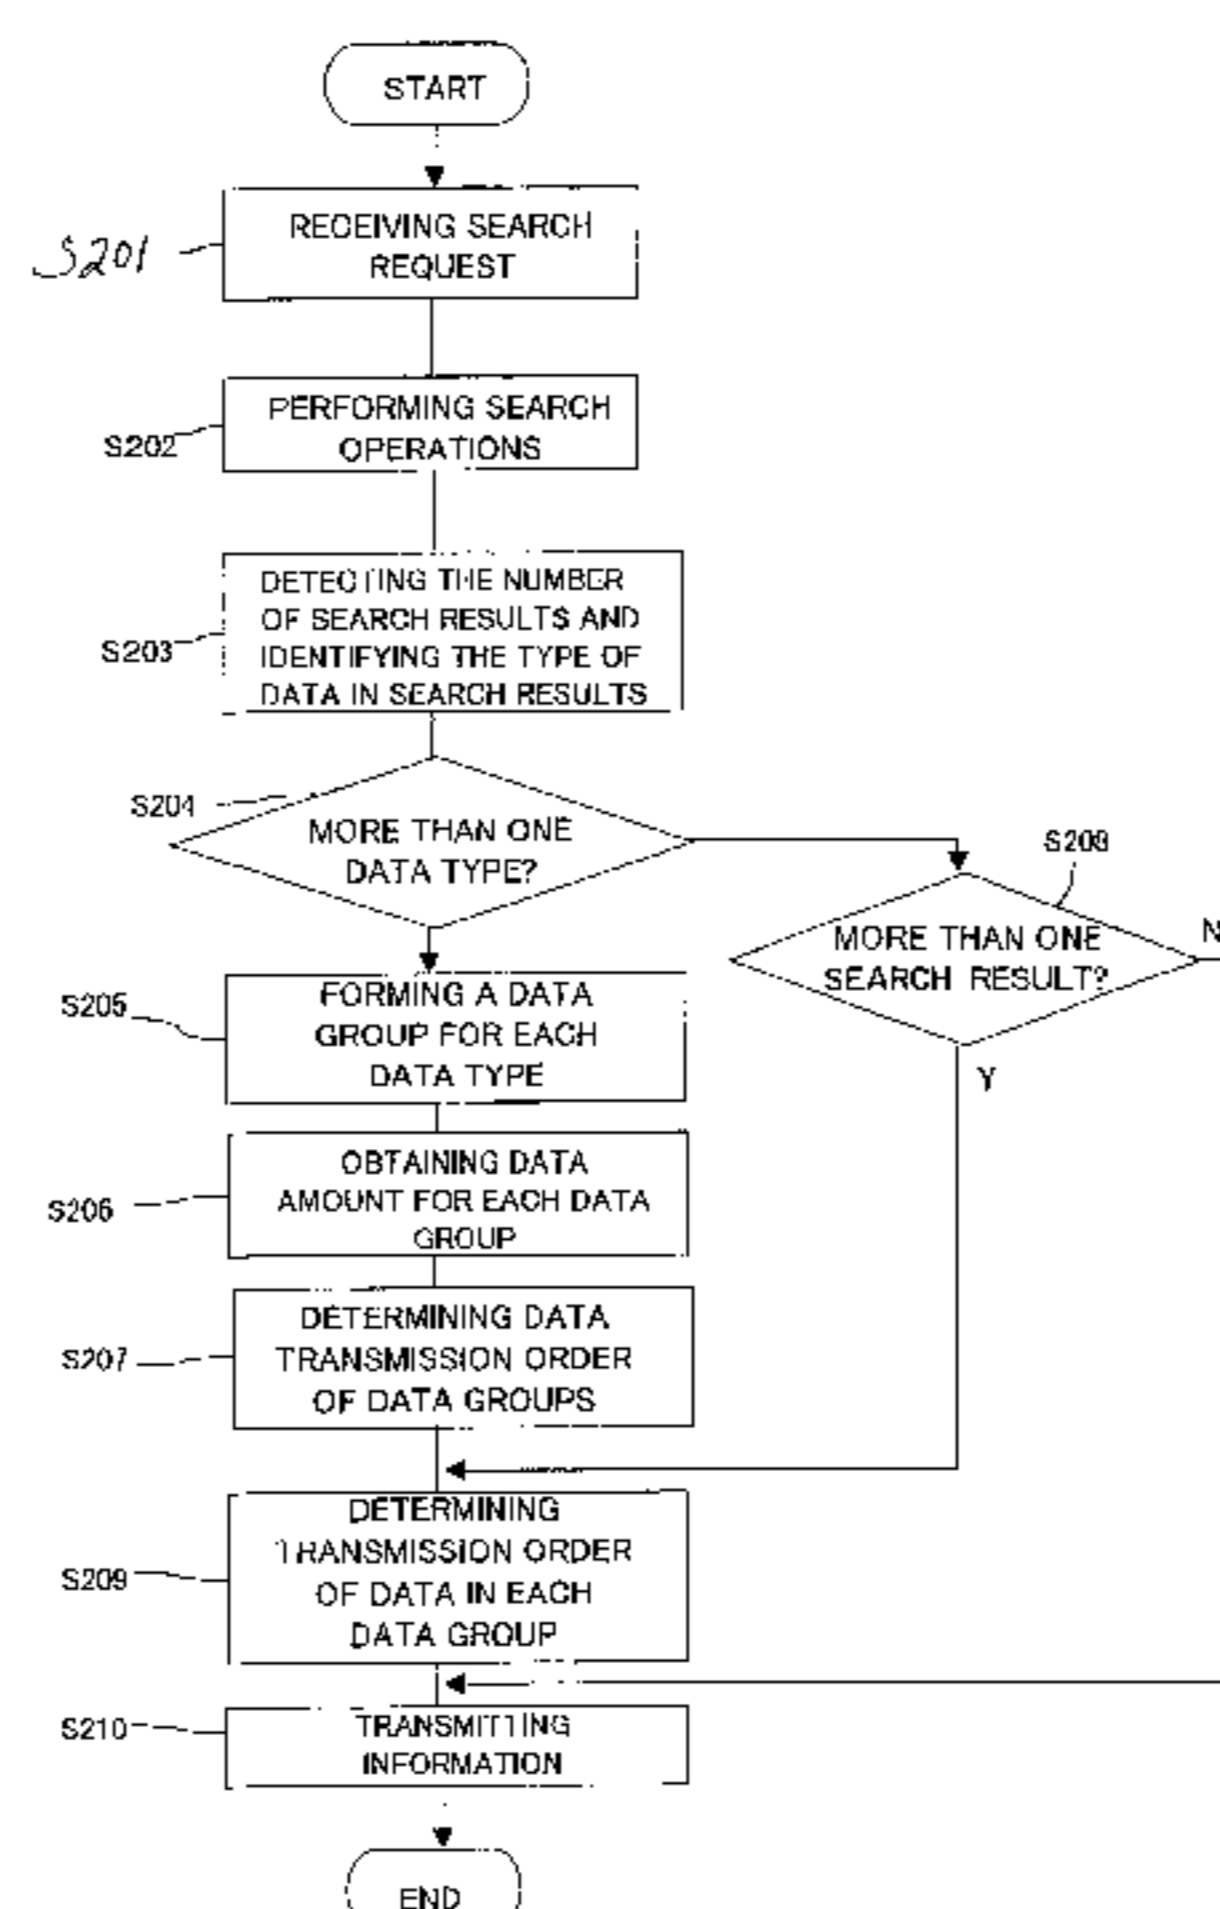 START
S201
RECEIVING SEARCH
REQUEST
S202
PERFORMING SEARCH
OPERATIONS
S203
DETECTING THE NUMBER
OF SEARCH RESULTS AND
IDENTIFYING THE TYPE OF
DATA IN SEARCH RESULTS
S204
MORE THAN ONE
DATA TYPE?
S208
MORE THAN ONE
SEARCH RESULT?
N
Y
S205
FORMING A DATA
GROUP FOR EACH
DATA TYPE
S206
OBTAINING DATA
AMOUNT FOR EACH DATA
GROUP
S207
DETERMINING DATA
TRANSMISSION ORDER
OF DATA GROUPS
S209
DETERMINING
TRANSMISSION ORDER
OF DATA IN EACH
DATA GROUP
S210
TRANSMITTING
INFORMATION
END